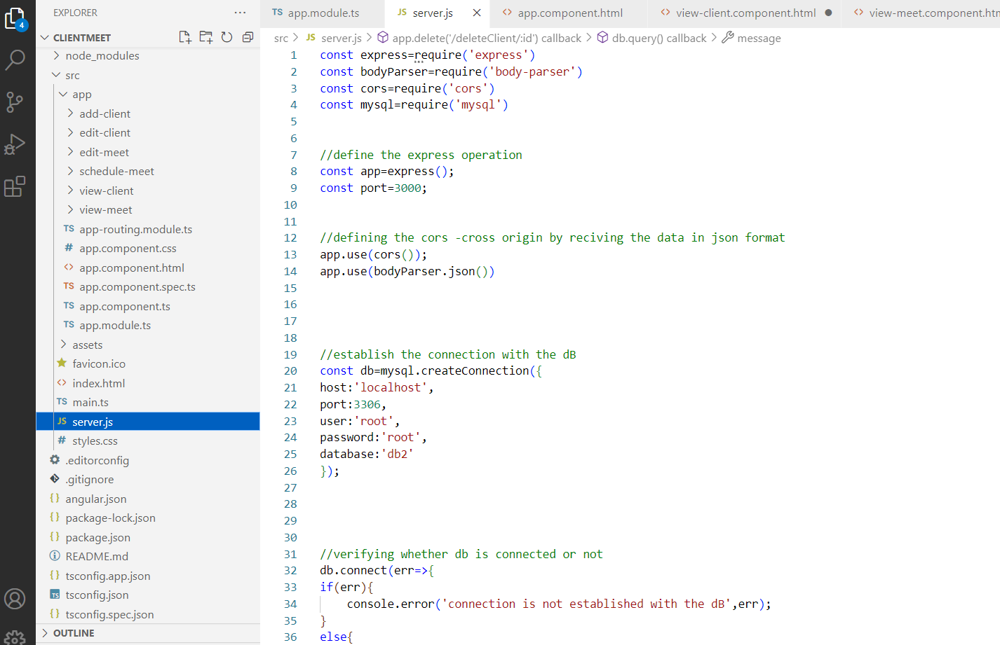 EXPLORER
CLIENTMEET
node_modules
src
app
add-client
edit-client
edit-meet
schedule-meet
view-client
view-meet
TS app-routing.module.ts
# app.component.css
<> app.component.html
TS app.component.spec.ts
TS app.component.ts
TS app.module.ts
assets
favicon.ico
<> index.html
TS main.ts
JS server.js
# styles.css
.editorconfig
.gitignore
{} angular.json
{} package-lock.json
{} package.json
README.md
{} tsconfig.app.json
TS tsconfig.json
{} tsconfig.spec.json
OUTLINE
4
TS app.module.ts JS server.js <> app.component.html <> view-client.component.html <> view-meet.component.htm
src > JS server.js > app.delete('/deleteClient/:id') callback > db.query() callback > message
1 const express=require('express')
2 const bodyParser=require('body-parser')
3 const cors=require('cors')
4 const mysql=require('mysql')
5
6
7 //define the express operation
8 const app=express();
9 const port=3000;
10
11
12 //defining the cors -cross origin by reciving the data in json format
13 app.use(cors());
14 app.use(bodyParser.json())
15
16
17
18
19 //establish the connection with the dB
20 const db=mysql.createConnection({
21 host:'localhost',
22 port:3306,
23 user:'root',
24 password:'root',
25 database:'db2'
26 });
27
28
29
30
31 //verifying whether db is connected or not
32 db.connect(err=>{
33 if(err){
34 console.error('connection is not established with the dB',err);
35 }
36 else{